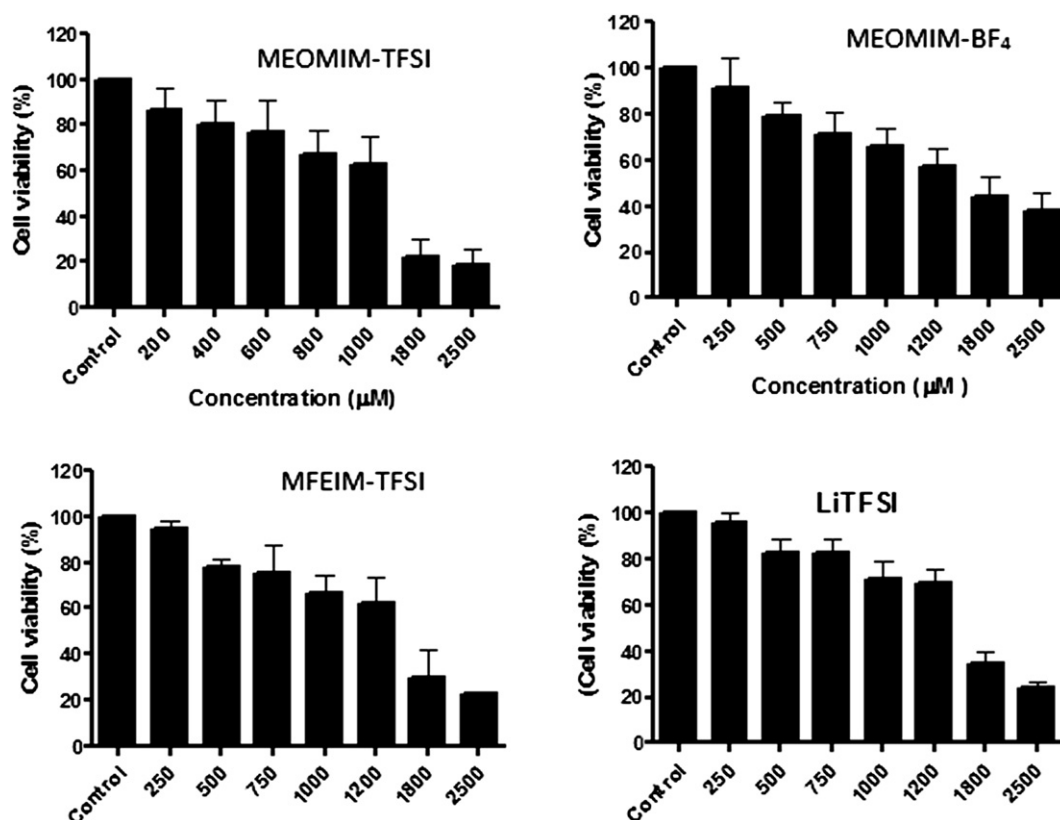 MEOMIM-TFSI
Cell viability (%)
120
100
80
60
40
20
0
Control 200 400 600 800 1000 1800 2500
Concentration (μM)
MEOMIM-BF₄
Cell viability (%)
120
100
80
60
40
20
0
Control 250 500 750 1000 1200 1800 2500
Concentration (μM )
MFEIM-TFSI
Cell viability (%)
120
100
80
60
40
20
0
Control 250 500 750 1000 1200 1800 2500
LiTFSI
(Cell viability (%)
120
100
80
60
40
20
0
Control 250 500 750 1000 1200 1800 2500